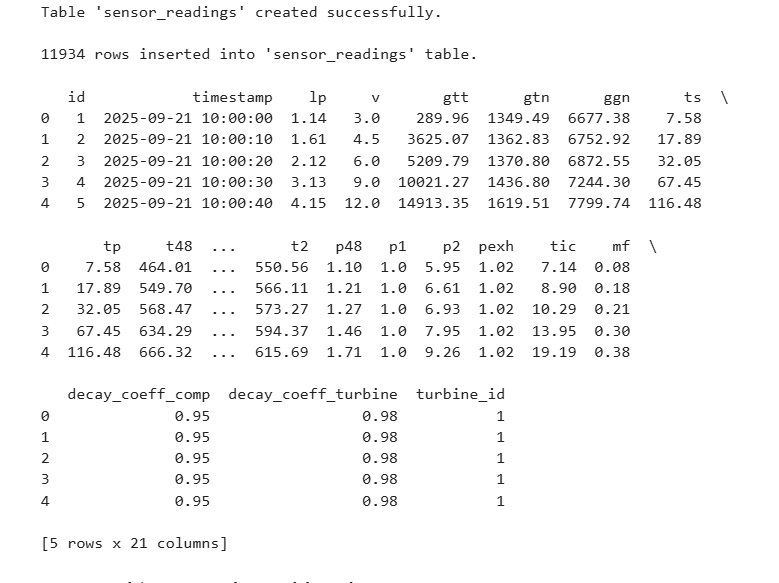 Table 'sensor_readings' created successfully.
11934 rows inserted into 'sensor_readings' table.
   id           timestamp    lp     v       gtt      gtn      ggn      ts  \
0   1 2025-09-21 10:00:00  1.14   3.0    289.96  1349.49  6677.38    7.58
1   2 2025-09-21 10:00:10  1.61   4.5   3625.07  1362.83  6752.92   17.89
2   3 2025-09-21 10:00:20  2.12   6.0   5209.79  1370.80  6872.55   32.05
3   4 2025-09-21 10:00:30  3.13   9.0  10021.27  1436.80  7244.30   67.45
4   5 2025-09-21 10:00:40  4.15  12.0  14913.35  1619.51  7799.74  116.48
       tp     t48  ...      t2   p48   p1    p2  pexh    tic    mf  \
0    7.58  464.01  ...  550.56  1.10  1.0  5.95  1.02   7.14  0.08
1   17.89  549.70  ...  566.11  1.21  1.0  6.61  1.02   8.90  0.18
2   32.05  568.47  ...  573.27  1.27  1.0  6.93  1.02  10.29  0.21
3   67.45  634.29  ...  594.37  1.46  1.0  7.95  1.02  13.95  0.30
4  116.48  666.32  ...  615.69  1.71  1.0  9.26  1.02  19.19  0.38
   decay_coeff_comp  decay_coeff_turbine  turbine_id
0              0.95                 0.98           1
1              0.95                 0.98           1
2              0.95                 0.98           1
3              0.95                 0.98           1
4              0.95                 0.98           1
[5 rows x 21 columns]